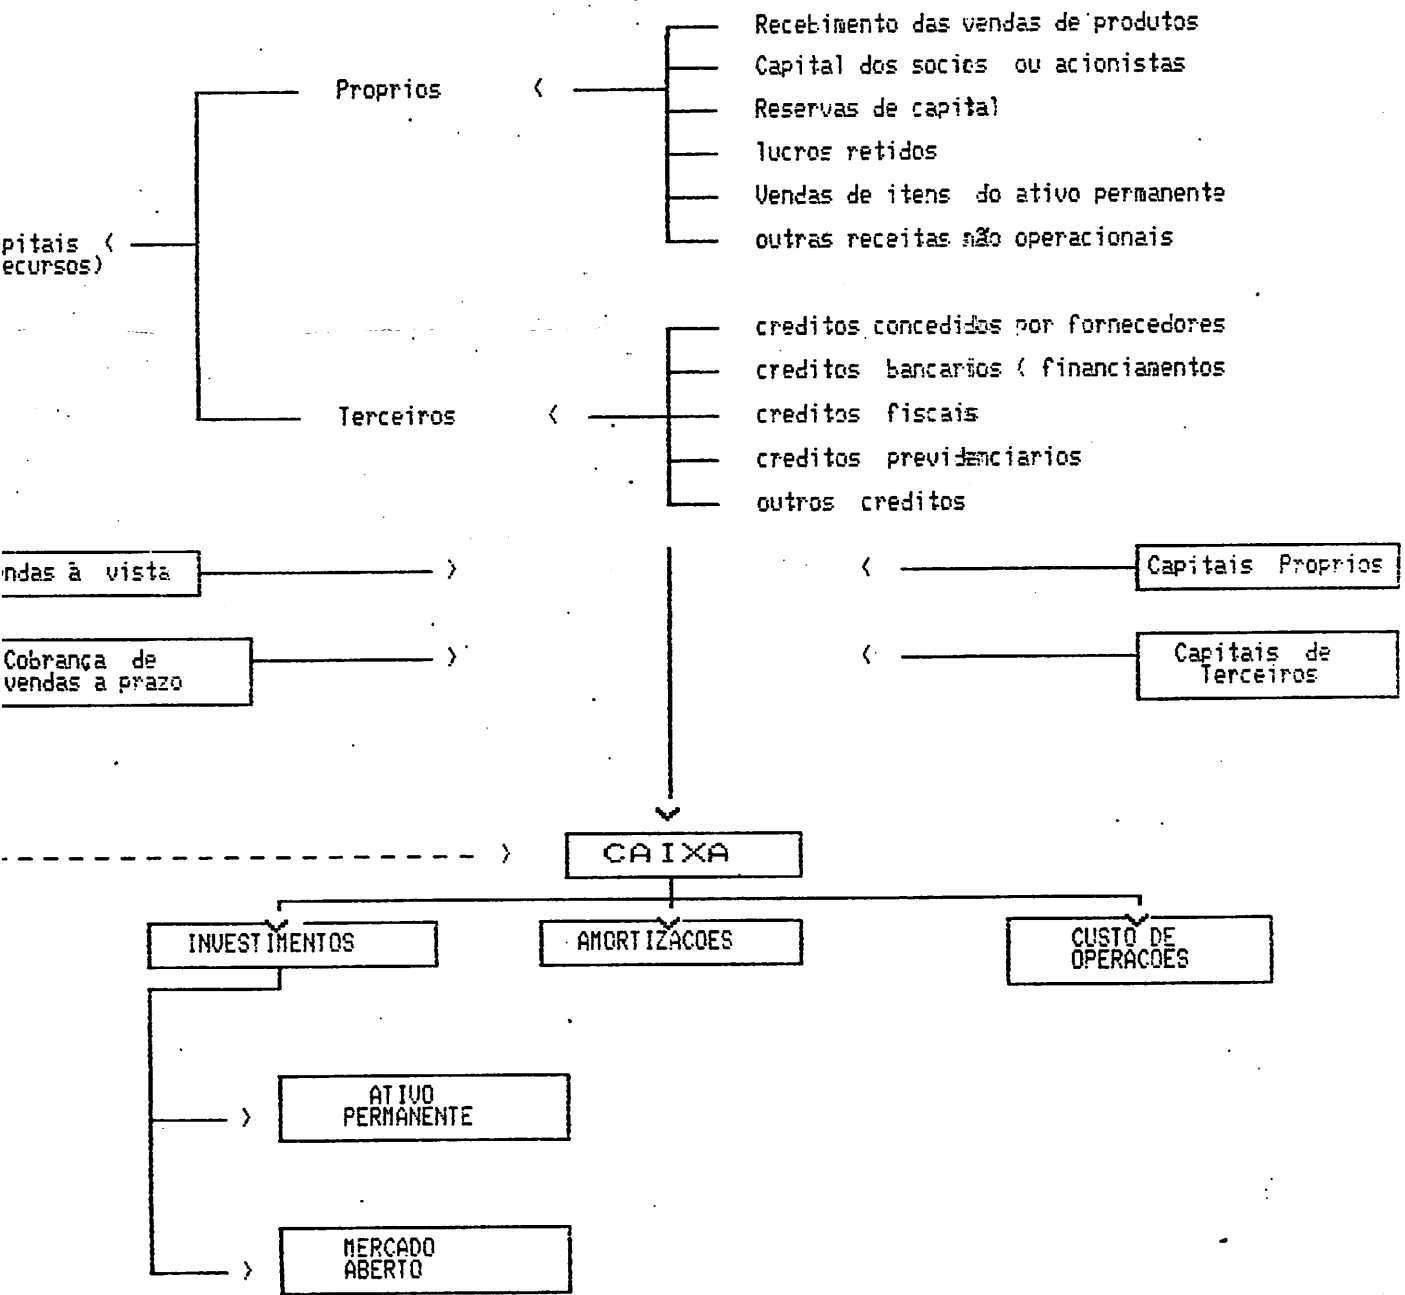 Recebimento das vendas de produtos
Proprios <
Capital dos socios ou acionistas
Reservas de capital
lucros retidos
Vendas de itens do ativo permanente
pitais <
ecursos)
outras receitas não operacionais
creditos concedidos por fornecedores
creditos bancarios ( financiamentos
Terceiros <
creditos fiscais
creditos previdenciarios
outros creditos
ndas à vista >
< Capitais Proprios
Cobrança de
vendas a prazo >
< Capitais de
Terceiros
> CAIXA
INVESTIMENTOS
AMORTIZACOES
CUSTO DE
OPERACOES
> ATIVO
PERMANENTE
> MERCADO
ABERTO